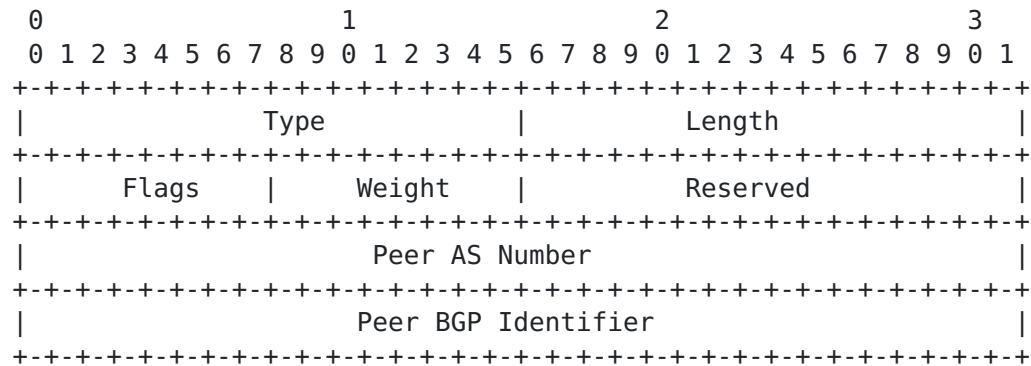 0                   1                   2                   3
 0 1 2 3 4 5 6 7 8 9 0 1 2 3 4 5 6 7 8 9 0 1 2 3 4 5 6 7 8 9 0 1
+-+-+-+-+-+-+-+-+-+-+-+-+-+-+-+-+-+-+-+-+-+-+-+-+-+-+-+-+-+-+-+-+
|               Type            |          Length               |
+-+-+-+-+-+-+-+-+-+-+-+-+-+-+-+-+-+-+-+-+-+-+-+-+-+-+-+-+-+-+-+-+
|      Flags    |     Weight    |          Reserved             |
+-+-+-+-+-+-+-+-+-+-+-+-+-+-+-+-+-+-+-+-+-+-+-+-+-+-+-+-+-+-+-+-+
|                      Peer AS Number                           |
+-+-+-+-+-+-+-+-+-+-+-+-+-+-+-+-+-+-+-+-+-+-+-+-+-+-+-+-+-+-+-+-+
|                     Peer BGP Identifier                       |
+-+-+-+-+-+-+-+-+-+-+-+-+-+-+-+-+-+-+-+-+-+-+-+-+-+-+-+-+-+-+-+-+